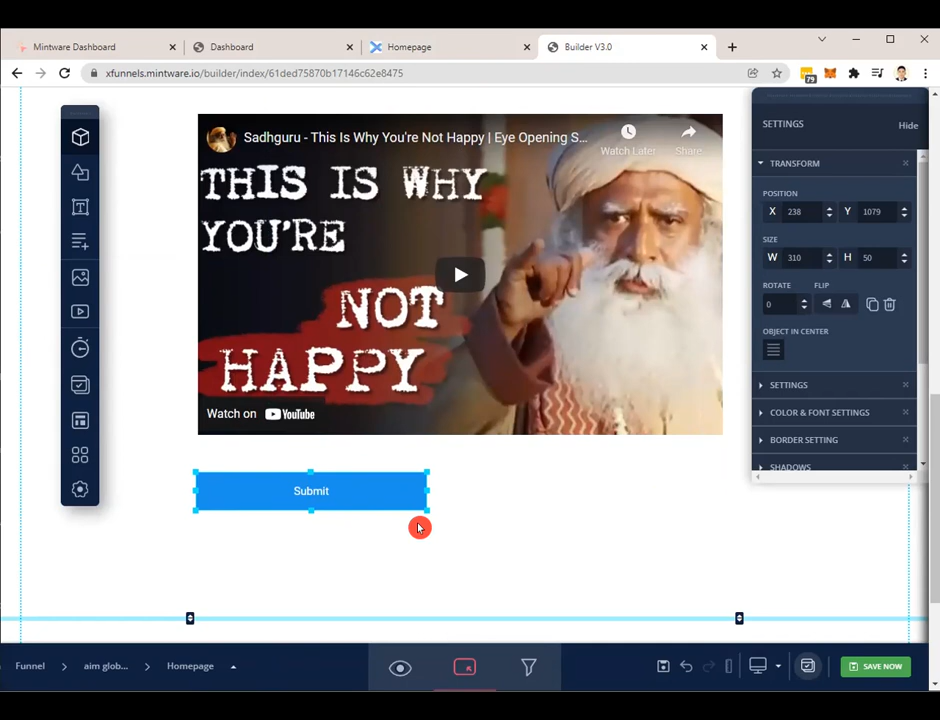 Mintware Dashboard
Dashboard
Homepage
Builder V3.0
xfunnels.mintware.io/builder/index/61ded75870b17146c62e8475
79
SETTINGS
Hide
TRANSFORM
POSITION
X 238 Y 1079
SIZE
W 310 H 50
ROTATE FLIP
0
OBJECT IN CENTER
SETTINGS
COLOR & FONT SETTINGS
BORDER SETTING
SHADOWS
Sadhguru - This Is Why You're Not Happy | Eye Opening S...
Watch Later
Share
THIS IS WHY
YOU'RE
NOT
HAPPY
Watch on YouTube
Submit
Funnel
aim glob...
Homepage
SAVE NOW